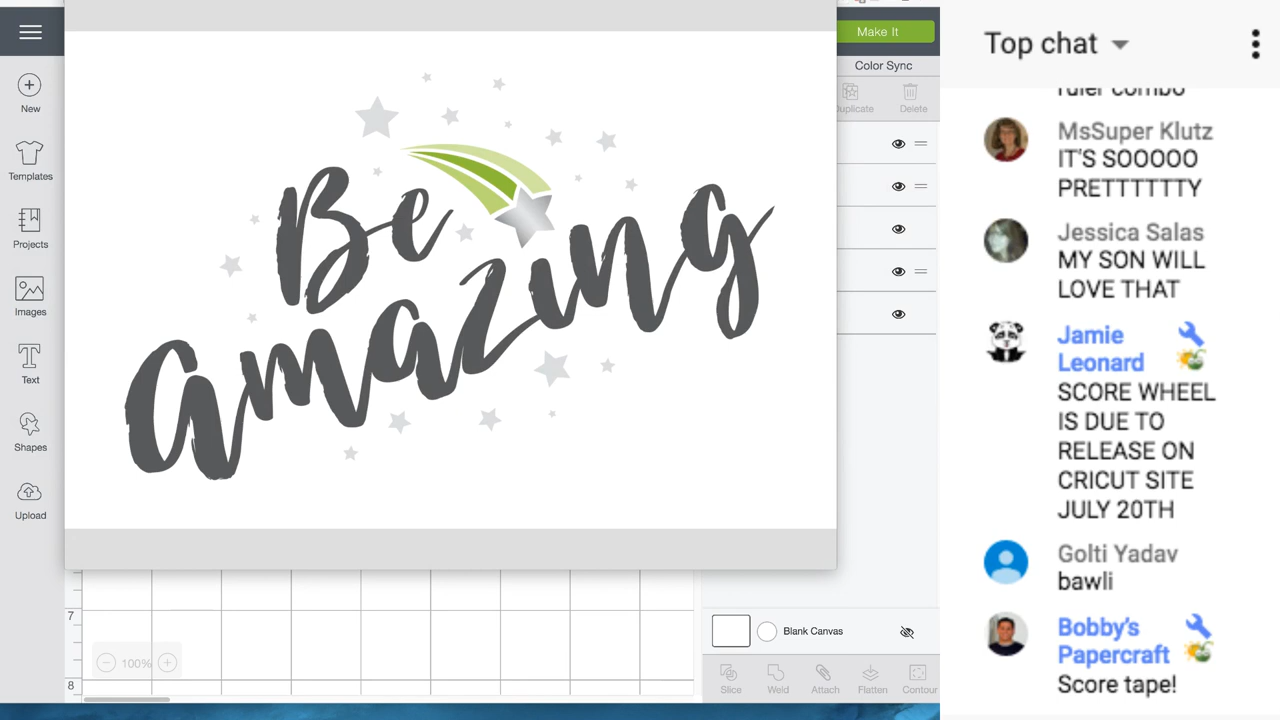 Make It
Color Sync
New
Templates
Projects
Images
Text
Shapes
Upload
Duplicate
Delete
Be
amazing
7
8
100%
Blank Canvas
Slice
Weld
Attach
Flatten
Contour
Top chat
ruler combo
MsSuper Klutz
IT'S SOOOOO
PRETTTTTTY
Jessica Salas
MY SON WILL
LOVE THAT
Jamie
Leonard
SCORE WHEEL
IS DUE TO
RELEASE ON
CRICUT SITE
JULY 20TH
Golti Yadav
bawli
Bobby's
Papercraft
Score tape!